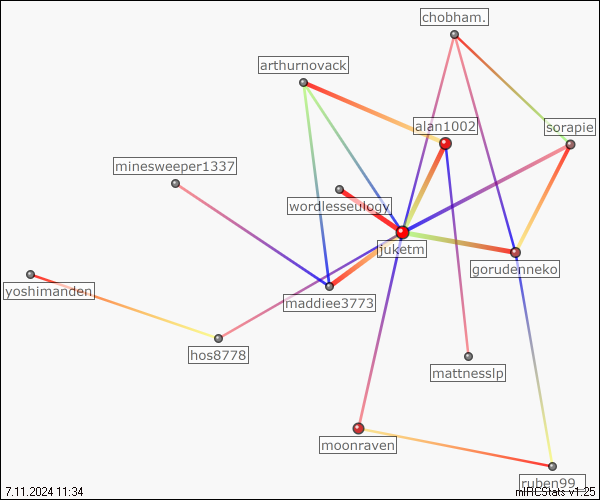 chobham.
arthurnovack
alan1002
sorapie
minesweeper1337
wordlesseulogy
juketm
gorudenneko
yoshimanden
maddiee3773
hos8778
mattnesslp
moonraven
ruben99_
7.11.2024 11:34
mIRCStats v1.25